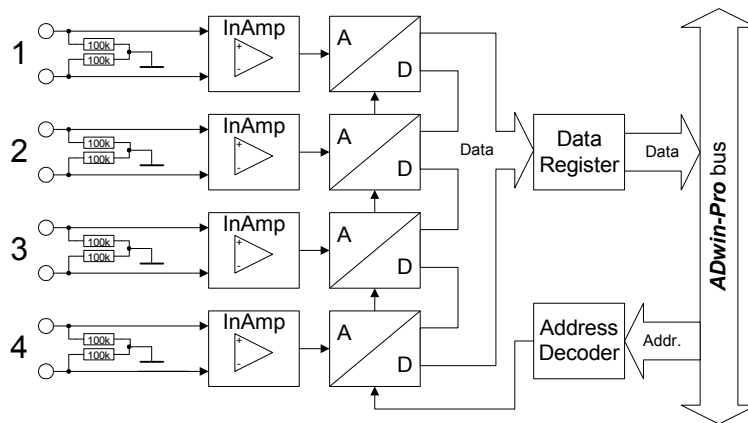 1
100k
100k
InAmp
+
-
A
D
2
100k
100k
InAmp
+
-
A
D
3
100k
100k
InAmp
+
-
A
D
4
100k
100k
InAmp
+
-
A
D
Data
Data
Register
Data
Address
Decoder
Addr.
ADwin-Pro bus